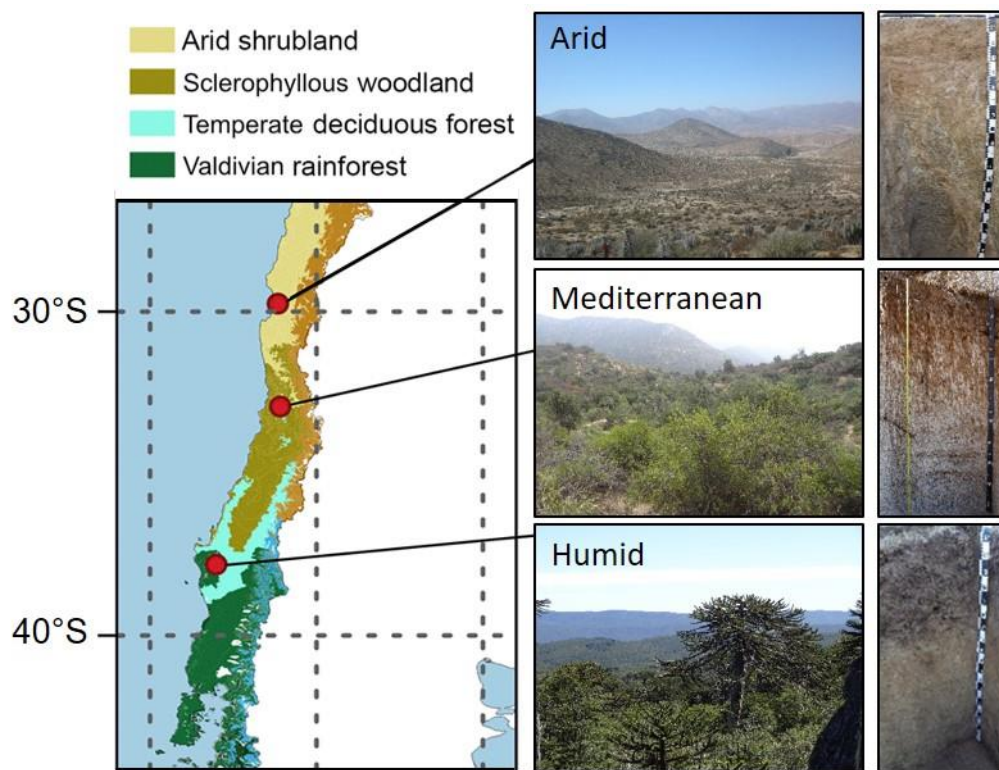 Arid shrubland
Sclerophyllous woodland
Temperate deciduous forest
Valdivian rainforest
30°S
40°S
Arid
Mediterranean
Humid